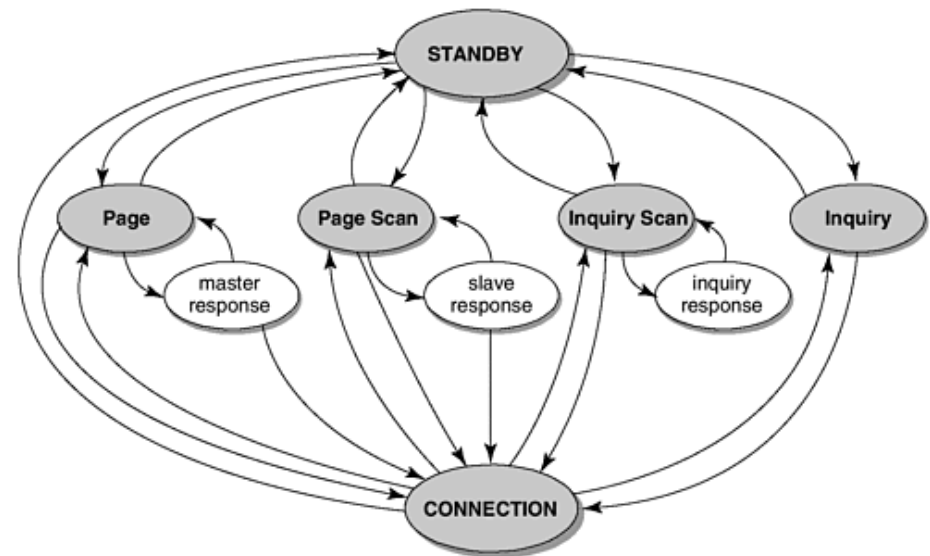 STANDBY
Page
Page Scan
Inquiry Scan
Inquiry
master
response
slave
response
inquiry
response
CONNECTION